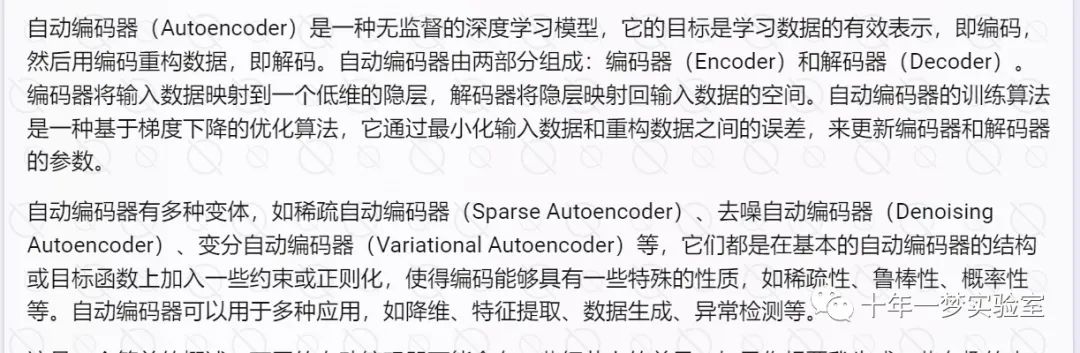 自动编码器（Autoencoder）是一种无监督的深度学习模型，它的目标是学习数据的有效表示，即编码，
然后用编码重构数据，即解码。自动编码器由两部分组成：编码器（Encoder）和解码器（Decoder）。
编码器将输入数据映射到一个低维的隐层，解码器将隐层映射回输入数据的空间。自动编码器的训练算法
是一种基于梯度下降的优化算法，它通过最小化输入数据和重构数据之间的误差，来更新编码器和解码器
的参数。
自动编码器有多种变体，如稀疏自动编码器（Sparse Autoencoder）、去噪自动编码器（Denoising
Autoencoder）、变分自动编码器（Variational Autoencoder）等，它们都是在基本的自动编码器的结构
或目标函数上加入一些约束或正则化，使得编码能够具有一些特殊的性质，如稀疏性、鲁棒性、概率性
等。自动编码器可以用于多种应用，如降维、特征提取、数据生成、异常检测等。
十年一梦实验室